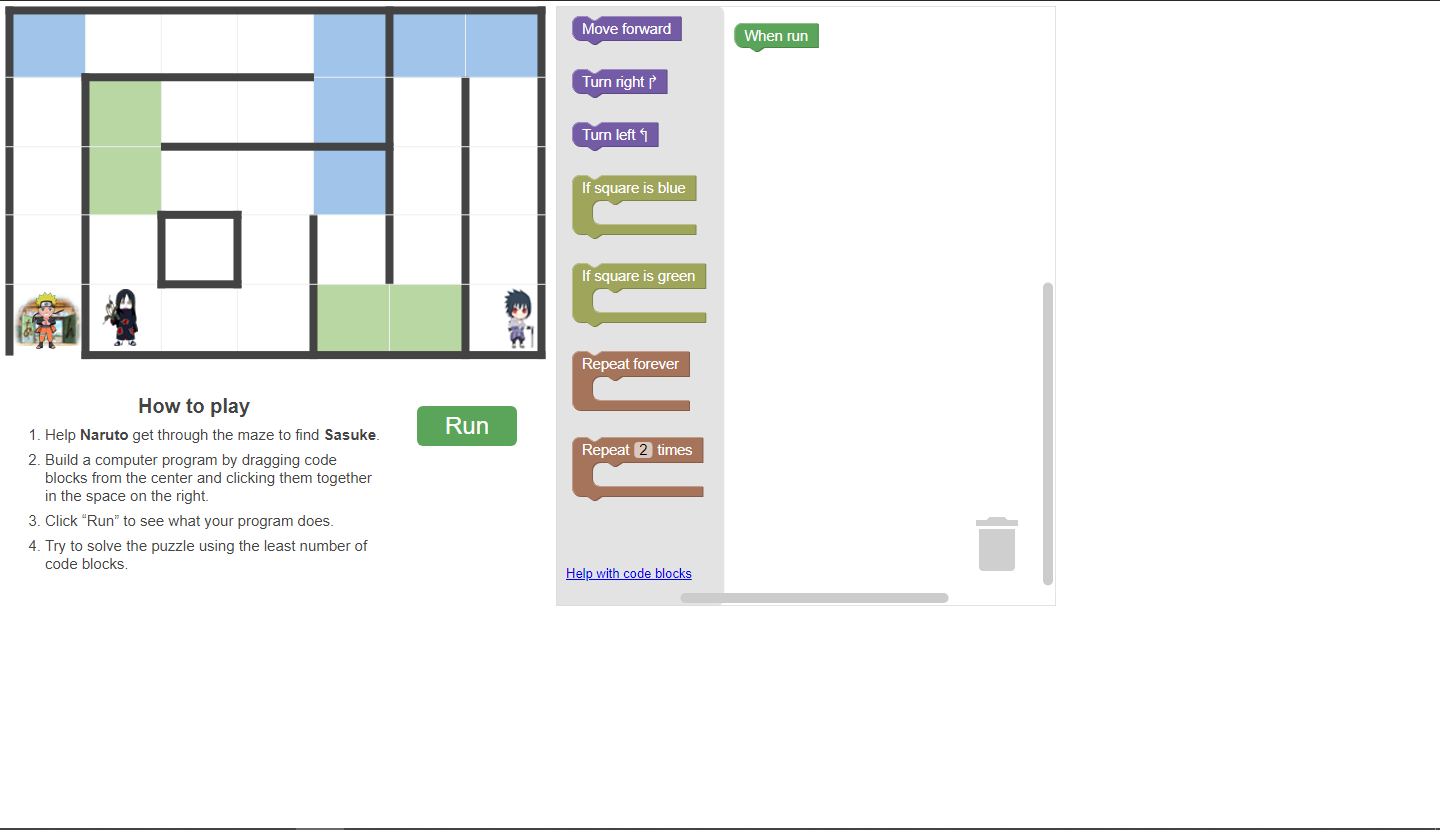 Move forward
Turn right ↱
Turn left ↰
If square is blue
If square is green
Repeat forever
Repeat 2 times
Help with code blocks
When run
How to play
Run
1. Help Naruto get through the maze to find Sasuke.
2. Build a computer program by dragging code
blocks from the center and clicking them together
in the space on the right.
3. Click “Run” to see what your program does.
4. Try to solve the puzzle using the least number of
code blocks.